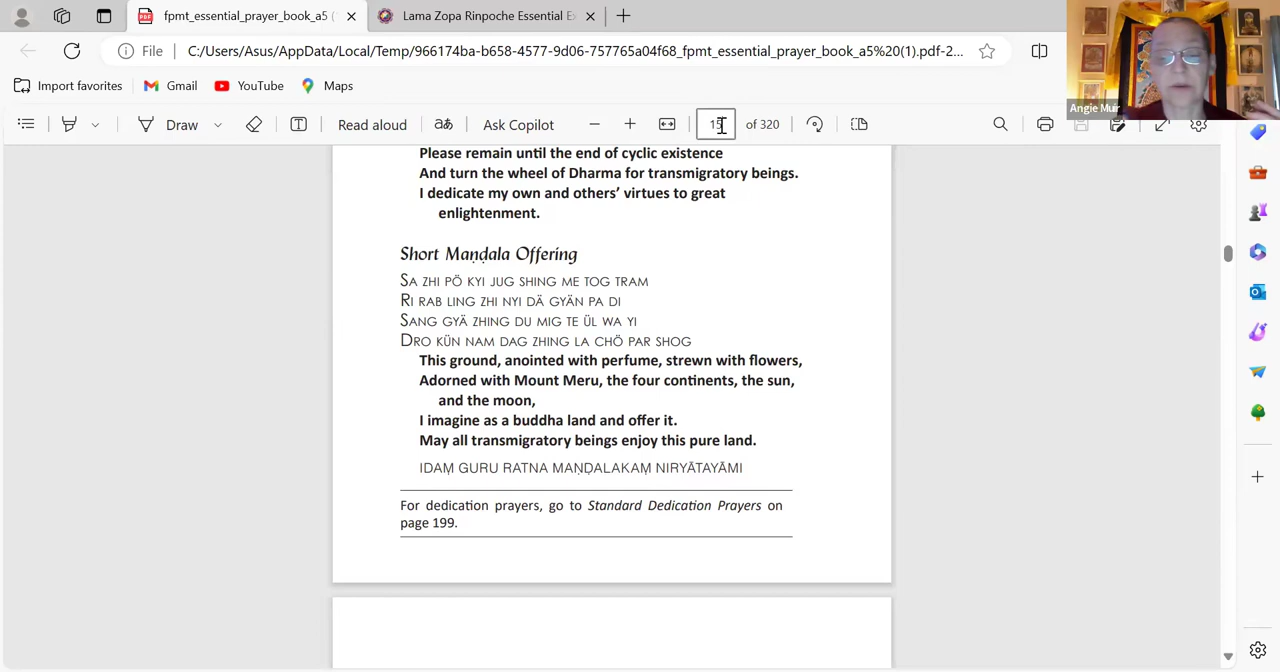 fpmt_essential_prayer_book_a5 (
Lama Zopa Rinpoche Essential E
File
C:/Users/Asus/AppData/Local/Temp/966174ba-b658-4577-9d06-757765a04f68_fpmt_essential_prayer_book_a5%20(1).pdf-2...
Import favorites
Gmail
YouTube
Maps
Angie Muir
Draw
Read aloud
aあ
Ask Copilot
15
of 320
Please remain until the end of cyclic existence
And turn the wheel of Dharma for transmigratory beings.
I dedicate my own and others’ virtues to great
enlightenment.
Short Maṇḍala Offering
SA ZHI PÖ KYI JUG SHING ME TOG TRAM
RI RAB LING ZHI NYI DÄ GYÄN PA DI
SANG GYÄ ZHING DU MIG TE ÜL WA YI
DRO KÜN NAM DAG ZHING LA CHÖ PAR SHOG
This ground, anointed with perfume, strewn with flowers,
Adorned with Mount Meru, the four continents, the sun,
and the moon,
I imagine as a buddha land and offer it.
May all transmigratory beings enjoy this pure land.
IDAṂ GURU RATNA MAṆḌALAKAṂ NIRYĀTAYĀMI
For dedication prayers, go to Standard Dedication Prayers on
page 199.